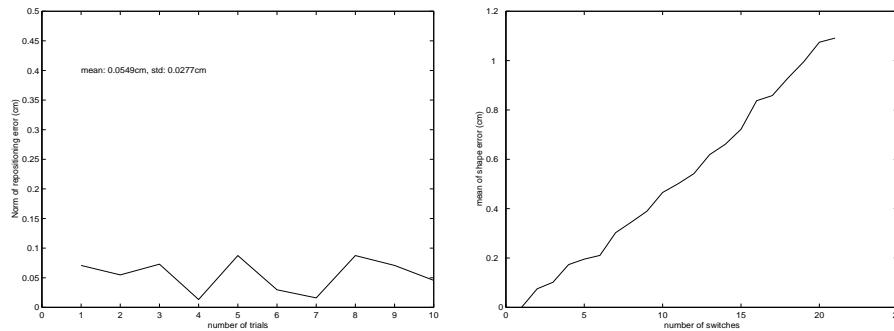 0.5
0.45
0.4
0.35
0.3
0.25
0.2
0.15
0.1
0.05
0
Norm of repositioning error (cm)
mean: 0.0549cm, std: 0.0277cm
0 1 2 3 4 5 6 7 8 9 10
number of trials
1.2
1
0.8
0.6
0.4
0.2
0
mean of shape error (cm)
0 5 10 15 20
number of switches